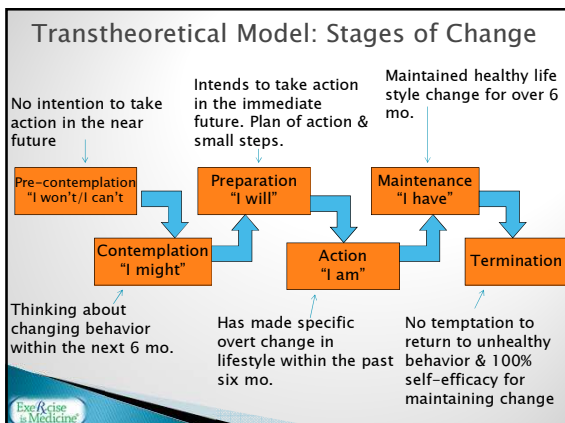 Transtheoretical Model: Stages of Change
No intention to take
action in the near
future
Pre-contemplation
“I won’t/I can’t
Contemplation
“I might”
Thinking about
changing behavior
within the next 6 mo.
Intends to take action
in the immediate
future. Plan of action &
small steps.
Preparation
“I will”
Action
“I am”
Has made specific
overt change in
lifestyle within the past
six mo.
Maintained healthy life
style change for over 6
mo.
Maintenance
“I have”
Termination
No temptation to
return to unhealthy
behavior & 100%
self-efficacy for
maintaining change
ExeRcise
is Medicine®